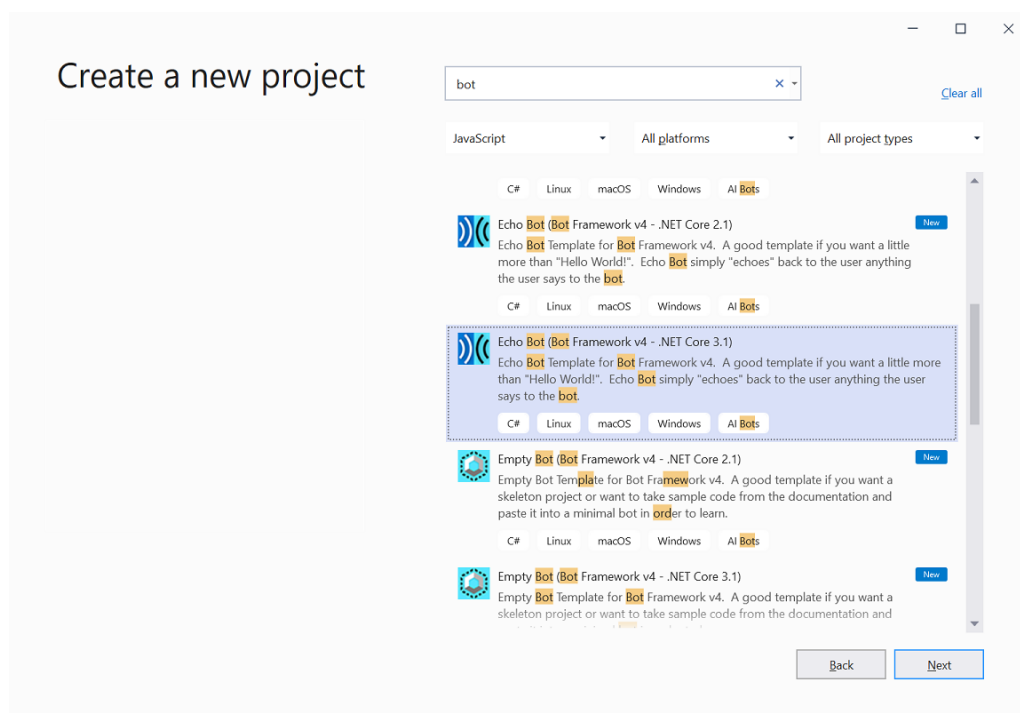 Create a new project
bot
Clear all
JavaScript
All platforms
All project types
C# Linux macOS Windows AI Bots
Echo Bot (Bot Framework v4 - .NET Core 2.1)
New
Echo Bot Template for Bot Framework v4. A good template if you want a little
more than "Hello World!". Echo Bot simply "echoes" back to the user anything
the user says to the bot.
C# Linux macOS Windows AI Bots
Echo Bot (Bot Framework v4 - .NET Core 3.1)
Echo Bot Template for Bot Framework v4. A good template if you want a little more
than "Hello World!". Echo Bot simply "echoes" back to the user anything the user
says to the bot.
C# Linux macOS Windows AI Bots
Empty Bot (Bot Framework v4 - .NET Core 2.1)
New
Empty Bot Template for Bot Framework v4. A good template if you want a
skeleton project or want to take sample code from the documentation and
paste it into a minimal bot in order to learn.
C# Linux macOS Windows AI Bots
Empty Bot (Bot Framework v4 - .NET Core 3.1)
New
Empty Bot Template for Bot Framework v4. A good template if you want a
skeleton project or want to take sample code from the documentation and
Back
Next